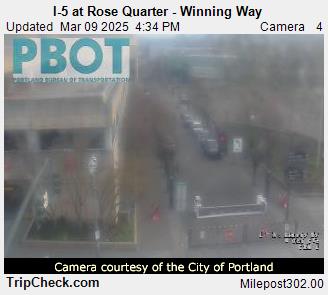 I-5 at Rose Quarter - Winning Way
Updated Mar 09 2025 4:34 PM Camera 4
PBOT
PORTLAND BUREAU OF TRANSPORTATION
Camera courtesy of the City of Portland
TripCheck.com Milepost302.00